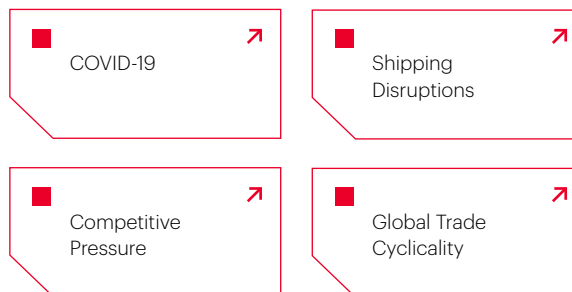 COVID-19
Shipping
Disruptions
Competitive
Pressure
Global Trade
Cyclicality